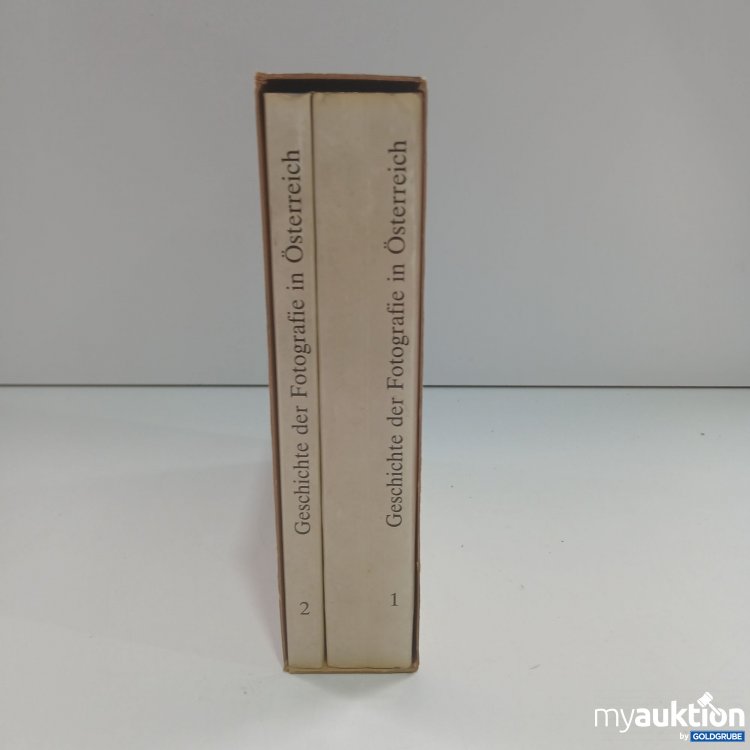 Geschichte der Fotografie in Österreich
2
Geschichte der Fotografie in Österreich
1
myauktion
by GOLDGRUBE